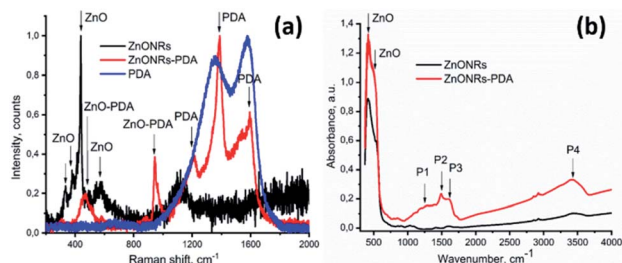 (a)
ZnO
PDA
ZnONRs
ZnONRs-PDA
PDA
PDA
ZnO-PDA
ZnO-PDA
PDA
ZnO
ZnO
1,0
0,8
0,6
0,4
0,2
0,0
Intensity, counts
400
800
1200
1600
2000
Raman shift, cm-1
(b)
ZnO
ZnO
ZnONRs
ZnONRs-PDA
P1
P2
P3
P4
1,4
1,2
1,0
0,8
0,6
0,4
0,2
0,0
Absorbance, a.u.
500
1000
1500
2000
2500
3000
3500
4000
Wavenumber, cm-1